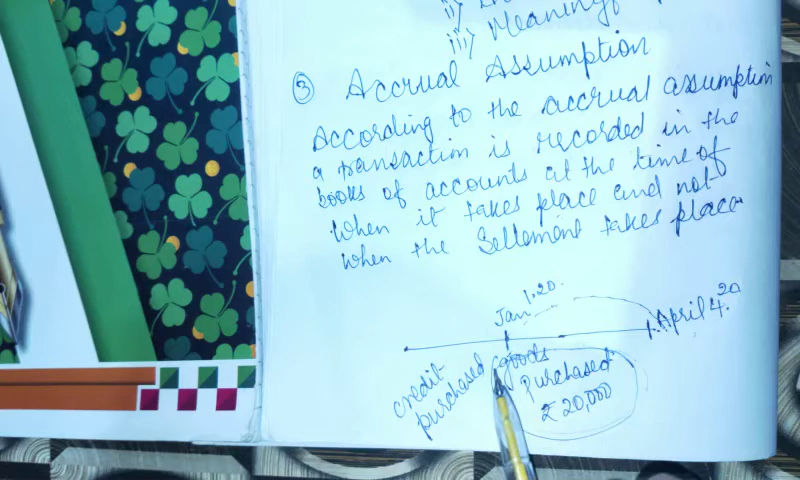 iii) Meaning
③ Accrual Assumption
According to the accrual assumption
a transaction is recorded in the
books of accounts at the time of
when it takes place and not
when the Settlement takes place
Jan 1.20.
April 4.20
credit
purchased
goods
Purchased
₹ 20,000